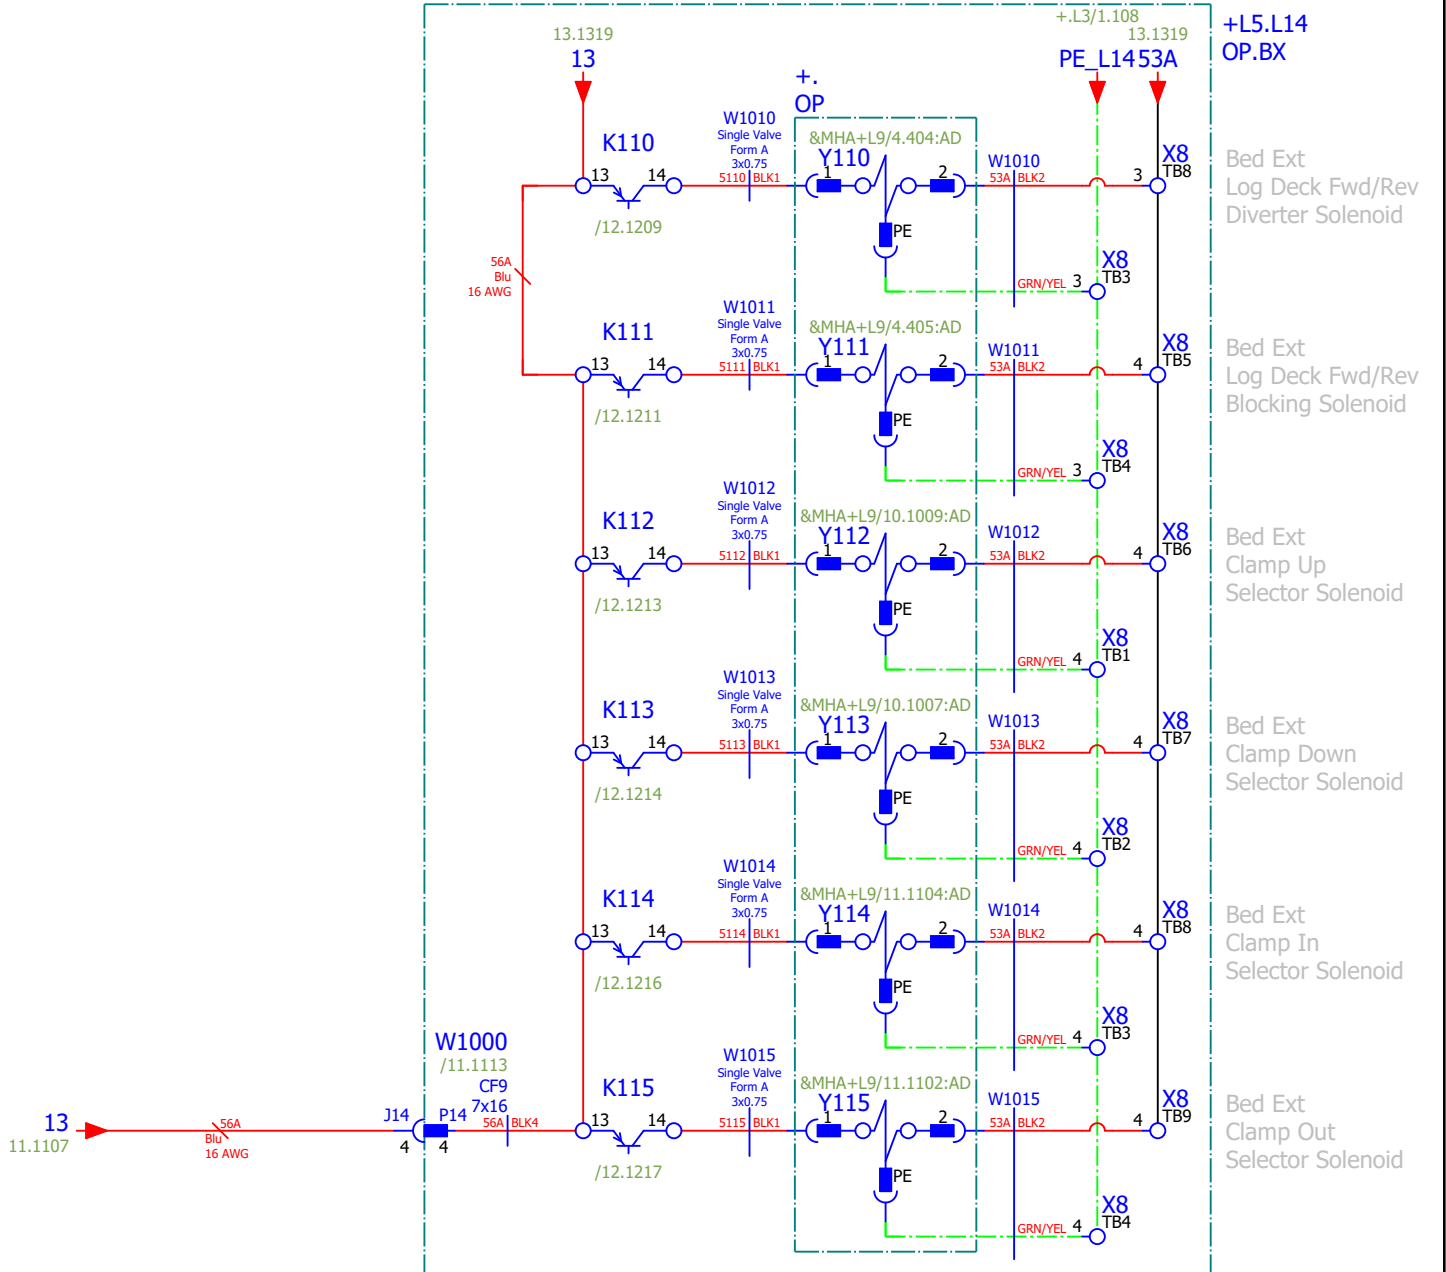 +.L3/1.108
13.1319
13
13.1319
PE_L14 53A
+L5.L14
OP.BX
+.
OP
K110
13
14
/12.1209
W1010
Single Valve
Form A
3x0.75
5110 BLK1
&MHA+L9/4.404:AD
Y110
1
2
PE
W1010
53A BLK2
3
X8
TB8
Bed Ext
Log Deck Fwd/Rev
Diverter Solenoid
GRN/YEL 3
X8
TB3
56A
Blu
16 AWG
K111
13
14
/12.1211
W1011
Single Valve
Form A
3x0.75
5111 BLK1
&MHA+L9/4.405:AD
Y111
1
2
PE
W1011
53A BLK2
4
X8
TB5
Bed Ext
Log Deck Fwd/Rev
Blocking Solenoid
GRN/YEL 3
X8
TB4
K112
13
14
/12.1213
W1012
Single Valve
Form A
3x0.75
5112 BLK1
&MHA+L9/10.1009:AD
Y112
1
2
PE
W1012
53A BLK2
4
X8
TB6
Bed Ext
Clamp Up
Selector Solenoid
GRN/YEL 4
X8
TB1
K113
13
14
/12.1214
W1013
Single Valve
Form A
3x0.75
5113 BLK1
&MHA+L9/10.1007:AD
Y113
1
2
PE
W1013
53A BLK2
4
X8
TB7
Bed Ext
Clamp Down
Selector Solenoid
GRN/YEL 4
X8
TB2
K114
13
14
/12.1216
W1014
Single Valve
Form A
3x0.75
5114 BLK1
&MHA+L9/11.1104:AD
Y114
1
2
PE
W1014
53A BLK2
4
X8
TB8
Bed Ext
Clamp In
Selector Solenoid
GRN/YEL 4
X8
TB3
13
11.1107
56A
Blu
16 AWG
J14
4
P14
4
W1000
/11.1113
CF9
7x16
56A BLK4
K115
13
14
/12.1217
W1015
Single Valve
Form A
3x0.75
5115 BLK1
&MHA+L9/11.1102:AD
Y115
1
2
PE
W1015
53A BLK2
4
X8
TB9
Bed Ext
Clamp Out
Selector Solenoid
GRN/YEL 4
X8
TB4